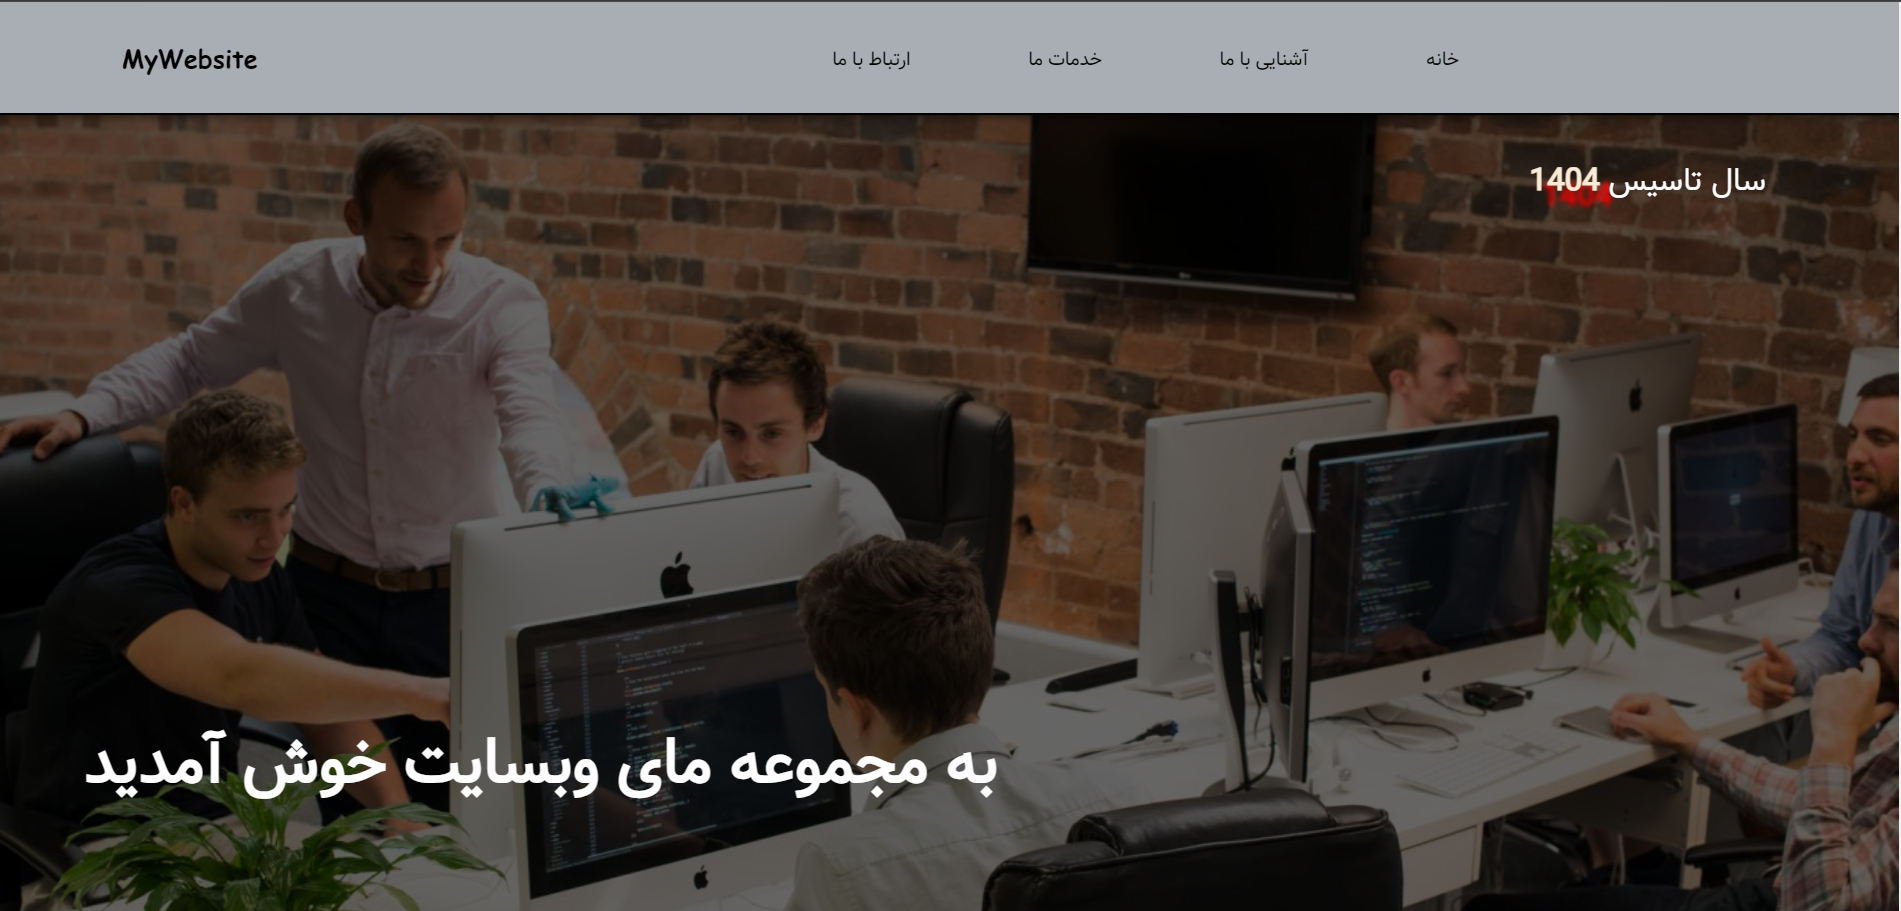 خانه
آشنایی با ما
خدمات ما
ارتباط با ما
MyWebsite
سال تاسیس 1404
به مجموعه مای وبسایت خوش آمدید